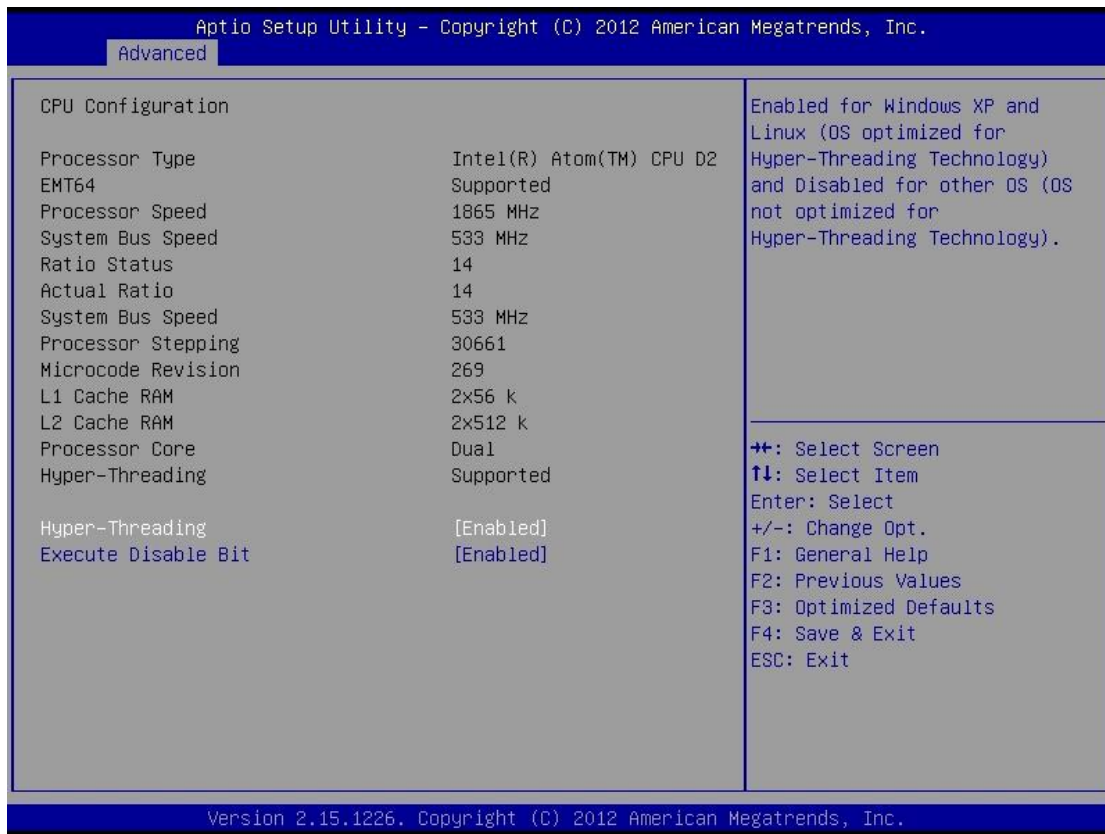 Aptio Setup Utility – Copyright (C) 2012 American Megatrends, Inc.
Advanced
CPU Configuration
Processor Type Intel(R) Atom(TM) CPU D2
EMT64 Supported
Processor Speed 1865 MHz
System Bus Speed 533 MHz
Ratio Status 14
Actual Ratio 14
System Bus Speed 533 MHz
Processor Stepping 30661
Microcode Revision 269
L1 Cache RAM 2x56 k
L2 Cache RAM 2x512 k
Processor Core Dual
Hyper-Threading Supported
Hyper-Threading [Enabled]
Execute Disable Bit [Enabled]
Enabled for Windows XP and
Linux (OS optimized for
Hyper-Threading Technology)
and Disabled for other OS (OS
not optimized for
Hyper-Threading Technology).
→←: Select Screen
↑↓: Select Item
Enter: Select
+/-: Change Opt.
F1: General Help
F2: Previous Values
F3: Optimized Defaults
F4: Save & Exit
ESC: Exit
Version 2.15.1226. Copyright (C) 2012 American Megatrends, Inc.